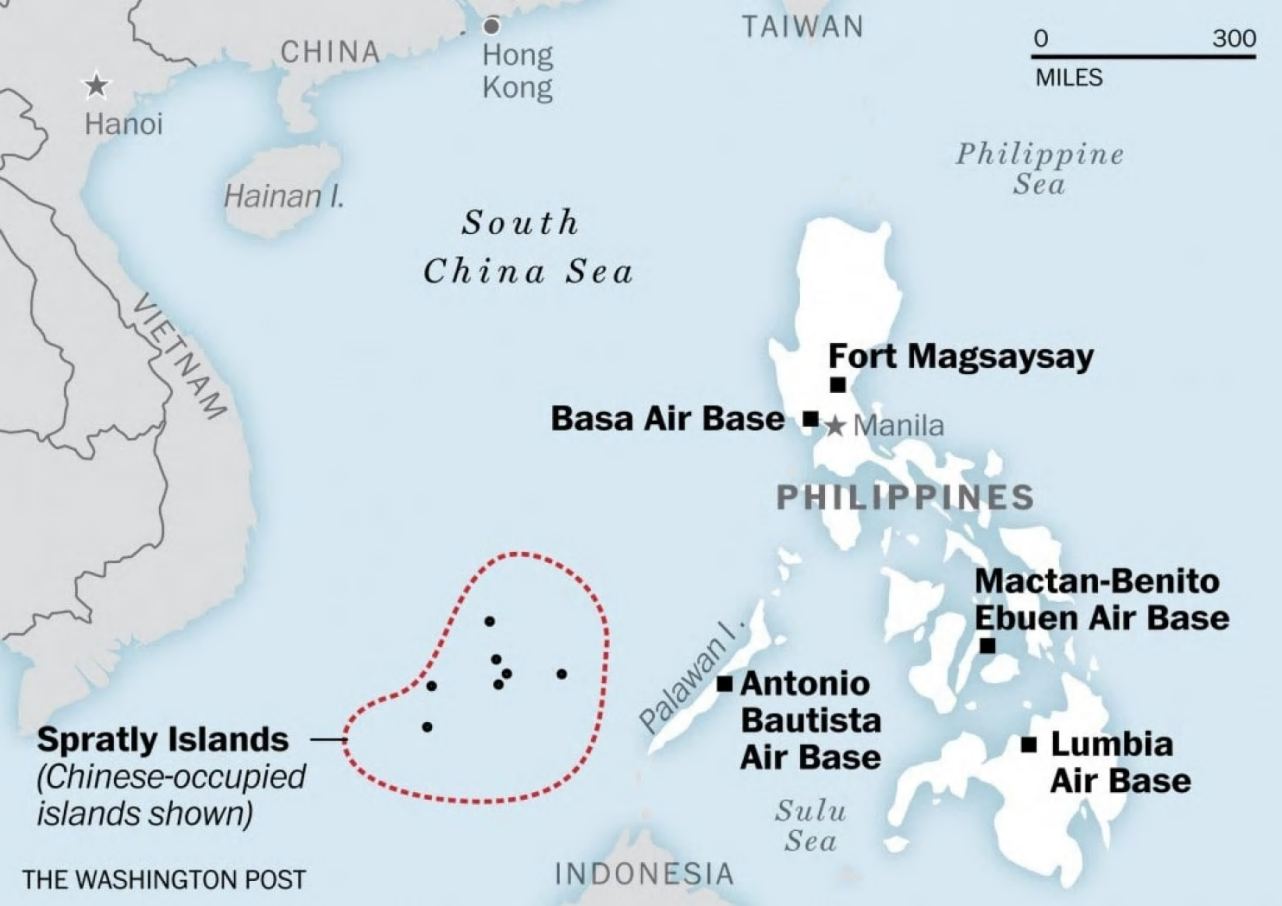 TAIWAN
0 300
MILES
CHINA
Hong
Kong
Hanoi
Philippine
Sea
Hainan I.
South
China Sea
VIETNAM
Fort Magsaysay
Basa Air Base
Manila
PHILIPPINES
Mactan-Benito
Ebuen Air Base
Palawan I.
Antonio
Bautista
Air Base
Lumbia
Air Base
Spratly Islands
(Chinese-occupied
islands shown)
Sulu
Sea
INDONESIA
THE WASHINGTON POST